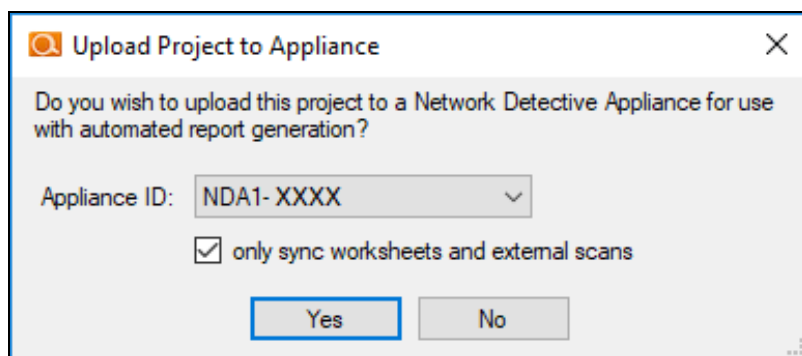 Upload Project to Appliance
Do you wish to upload this project to a Network Detective Appliance for use
with automated report generation?
Appliance ID: NDA1- XXXX
only sync worksheets and external scans
Yes No